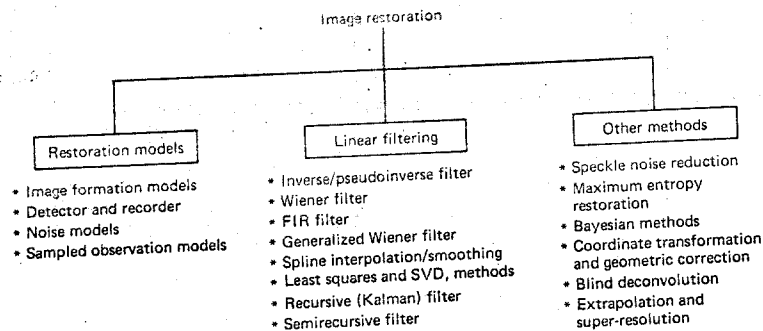 Image restoration
Restoration models
* Image formation models
* Detector and recorder
* Noise models
* Sampled observation models
Linear filtering
* Inverse/pseudoinverse filter
* Wiener filter
* FIR filter
* Generalized Wiener filter
* Spline interpolation/smoothing
* Least squares and SVD, methods
* Recursive (Kalman) filter
* Semirecursive filter
Other methods
* Speckle noise reduction
* Maximum entropy
restoration
* Bayesian methods
* Coordinate transformation
and geometric correction
* Blind deconvolution
* Extrapolation and
super-resolution